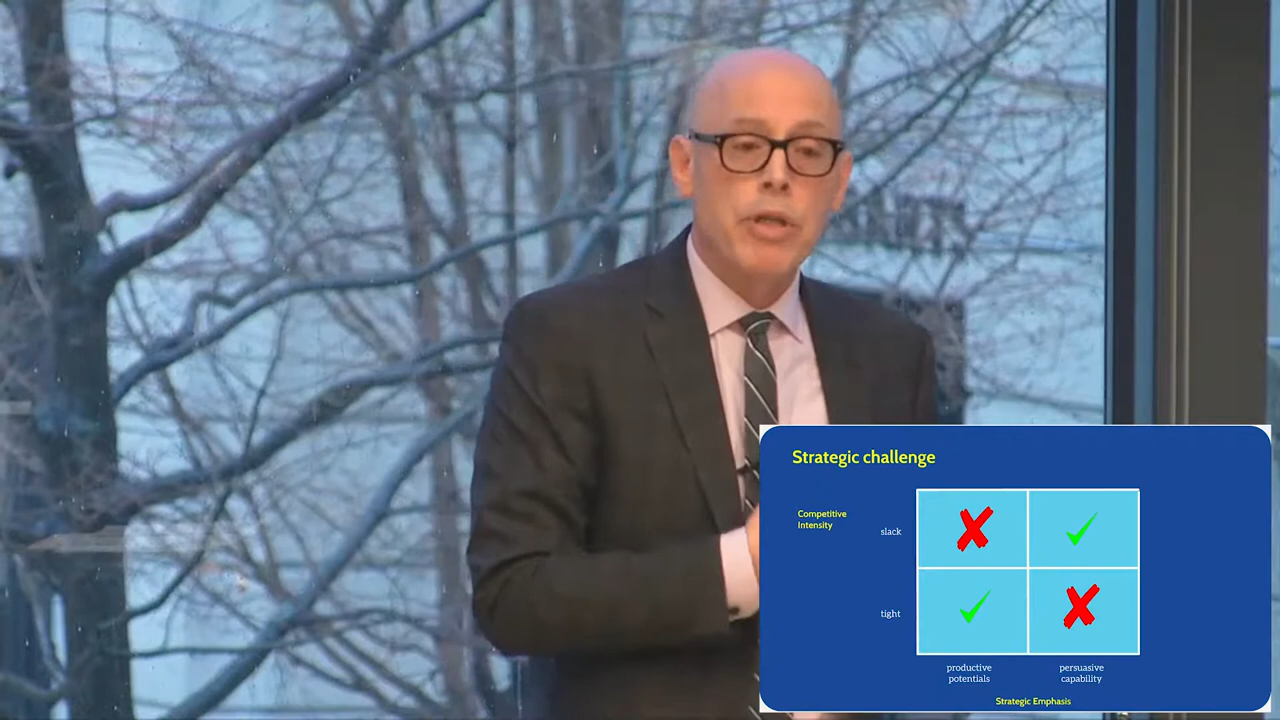 Strategic challenge
Competitive
Intensity
slack
tight
productive
potentials
persuasive
capability
Strategic Emphasis